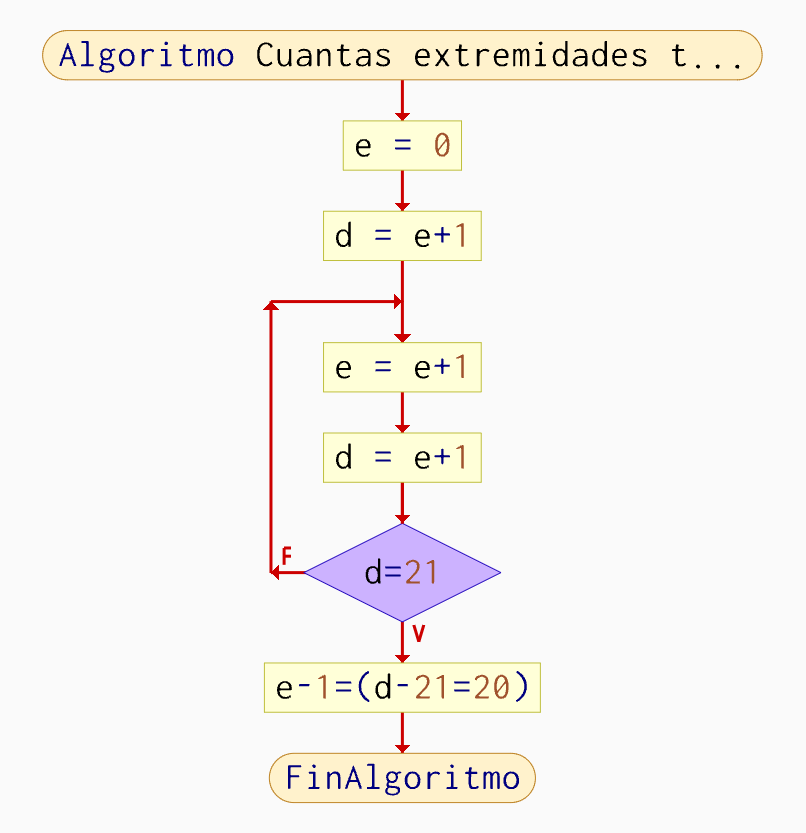 Algoritmo Cuantas extremidades t...
e = 0
d = e+1
e = e+1
d = e+1
F
d=21
V
e-1=(d-21=20)
FinAlgoritmo